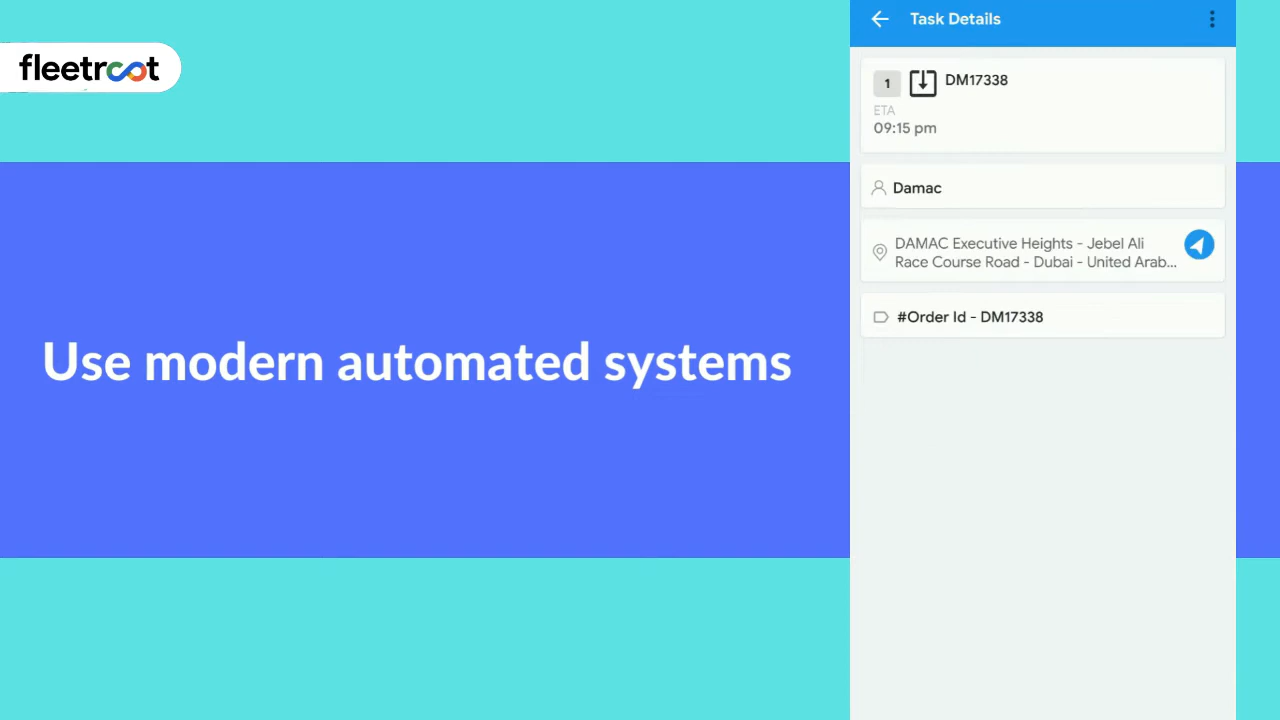 fleetroot
Use modern automated systems
Task Details
1
DM17338
ETA
09:15 pm
Damac
DAMAC Executive Heights - Jebel Ali
Race Course Road - Dubai - United Arab...
#Order Id - DM17338